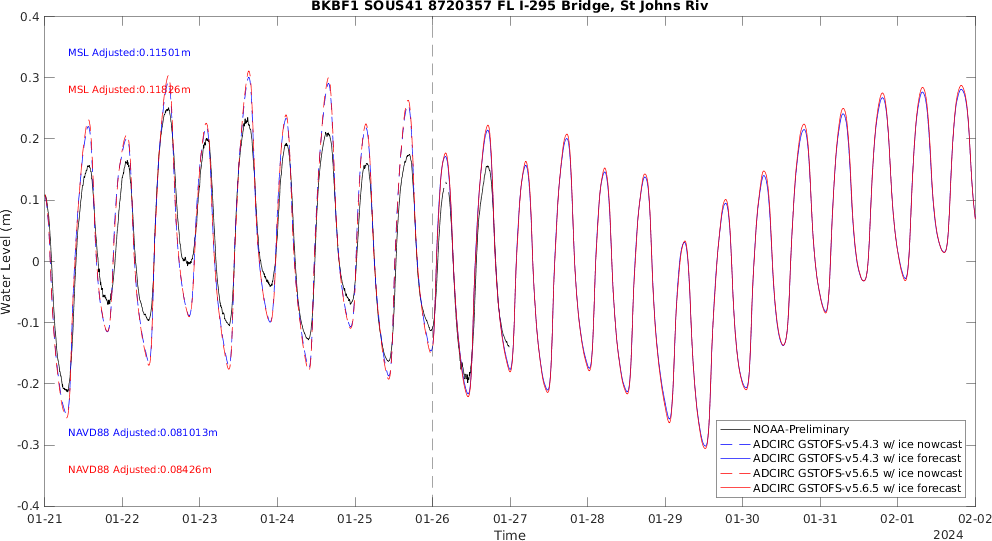 BKBF1 SOUS41 8720357 FL I-295 Bridge, St Johns Riv
0.4
0.3
0.2
0.1
0
-0.1
-0.2
-0.3
-0.4
Water Level (m)
MSL Adjusted:0.11501m
MSL Adjusted:0.11826m
NAVD88 Adjusted:0.081013m
NAVD88 Adjusted:0.08426m
NOAA-Preliminary
ADCIRC GSTOFS-v5.4.3 w/ ice nowcast
ADCIRC GSTOFS-v5.4.3 w/ ice forecast
ADCIRC GSTOFS-v5.6.5 w/ ice nowcast
ADCIRC GSTOFS-v5.6.5 w/ ice forecast
01-21 01-22 01-23 01-24 01-25 01-26 01-27 01-28 01-29 01-30 01-31 02-01 02-02
Time
2024